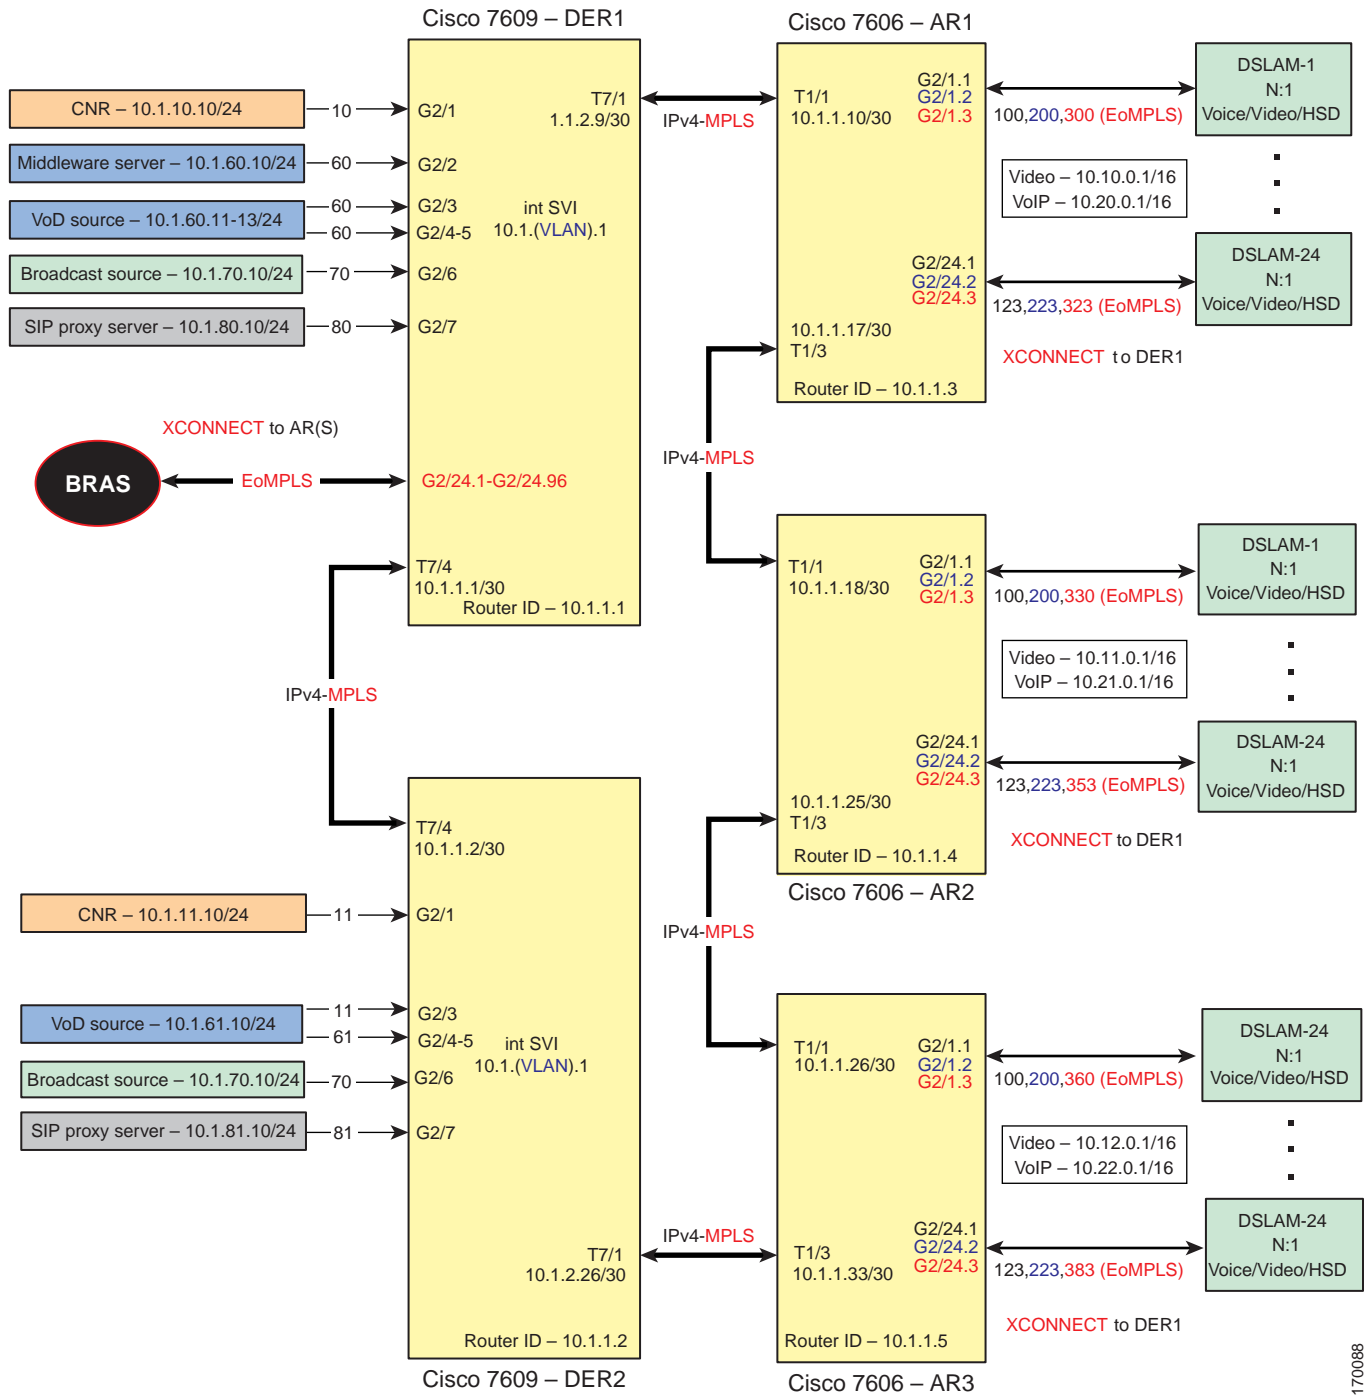 Cisco 7609 – DER1
CNR – 10.1.10.10/24
10
G2/1
Middleware server – 10.1.60.10/24
60
G2/2
VoD source – 10.1.60.11-13/24
60
G2/3
60
G2/4-5
Broadcast source – 10.1.70.10/24
70
G2/6
SIP proxy server – 10.1.80.10/24
80
G2/7
T7/1
1.1.2.9/30
int SVI
10.1.(VLAN).1
XCONNECT to AR(S)
BRAS
EoMPLS
G2/24.1-G2/24.96
T7/4
10.1.1.1/30
Router ID – 10.1.1.1
IPv4-MPLS
Cisco 7606 – AR1
IPv4-MPLS
T1/1
10.1.1.10/30
G2/1.1
G2/1.2
G2/1.3
100,200,300 (EoMPLS)
DSLAM-1
N:1
Voice/Video/HSD
Video – 10.10.0.1/16
VoIP – 10.20.0.1/16
G2/24.1
G2/24.2
G2/24.3
123,223,323 (EoMPLS)
DSLAM-24
N:1
Voice/Video/HSD
10.1.1.17/30
T1/3
XCONNECT to DER1
Router ID – 10.1.1.3
IPv4-MPLS
T1/1
10.1.1.18/30
G2/1.1
G2/1.2
G2/1.3
100,200,330 (EoMPLS)
DSLAM-1
N:1
Voice/Video/HSD
Video – 10.11.0.1/16
VoIP – 10.21.0.1/16
G2/24.1
G2/24.2
G2/24.3
123,223,353 (EoMPLS)
DSLAM-24
N:1
Voice/Video/HSD
10.1.1.25/30
T1/3
XCONNECT to DER1
Router ID – 10.1.1.4
Cisco 7606 – AR2
IPv4-MPLS
T7/4
10.1.1.2/30
CNR – 10.1.11.10/24
11
G2/1
VoD source – 10.1.61.10/24
11
G2/3
61
G2/4-5
Broadcast source – 10.1.70.10/24
70
G2/6
SIP proxy server – 10.1.81.10/24
81
G2/7
int SVI
10.1.(VLAN).1
T7/1
10.1.2.26/30
Router ID – 10.1.1.2
Cisco 7609 – DER2
IPv4-MPLS
T1/1
10.1.1.26/30
G2/1.1
G2/1.2
G2/1.3
100,200,360 (EoMPLS)
DSLAM-24
N:1
Voice/Video/HSD
Video – 10.12.0.1/16
VoIP – 10.22.0.1/16
G2/24.1
G2/24.2
G2/24.3
123,223,383 (EoMPLS)
DSLAM-24
N:1
Voice/Video/HSD
T1/3
10.1.1.33/30
XCONNECT to DER1
Router ID – 10.1.1.5
Cisco 7606 – AR3
170088